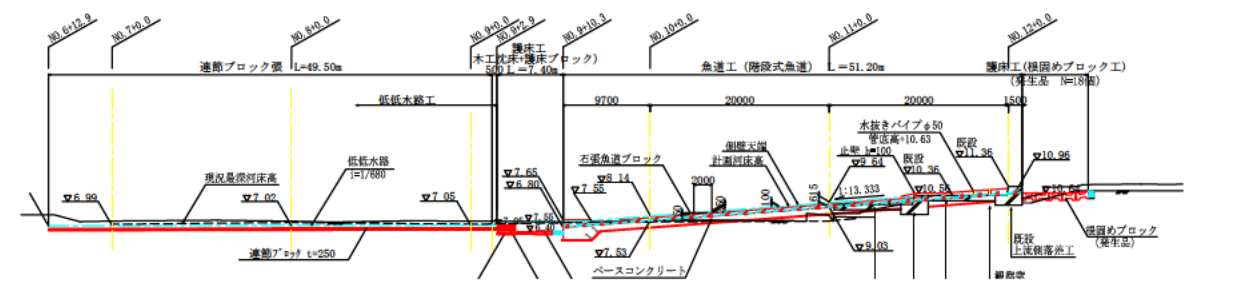 NO.6+12.9
NO.7+0.0
NO.8+0.0
NO.9+0.0
NO.9+2.9
NO.9+10.3
NO.10+0.0
NO.11+0.0
NO.12+0.0
連節ブロック張 L=49.50m
護床工
木工沈床+護床ブロック)
500 L=7.40m
魚道工 (階段式魚道) L=51.20m
護床工(根固めブロック工)
(発生品 N=18個)
低低水路工
9700
20000
20000
1500
水抜きパイプφ50
管底高=10.63
側壁天端
計画河床高
止壁 h=100
既設
▽11.36
▽10.96
石張魚道ブロック
▽9.64
既設
▽10.36
低低水路
i=1/680
現況最深河床高
▽7.65
▽6.80
▽8.14
▽7.55
2000
100
615
1:13.333
▽10.56
▽10.64
▽6.99
▽7.02
▽7.05
▽6.40
連節ブロック t=250
▽7.53
ベースコンクリート
▽9.03
既設
上流側落差工
根固めブロック
(発生品)